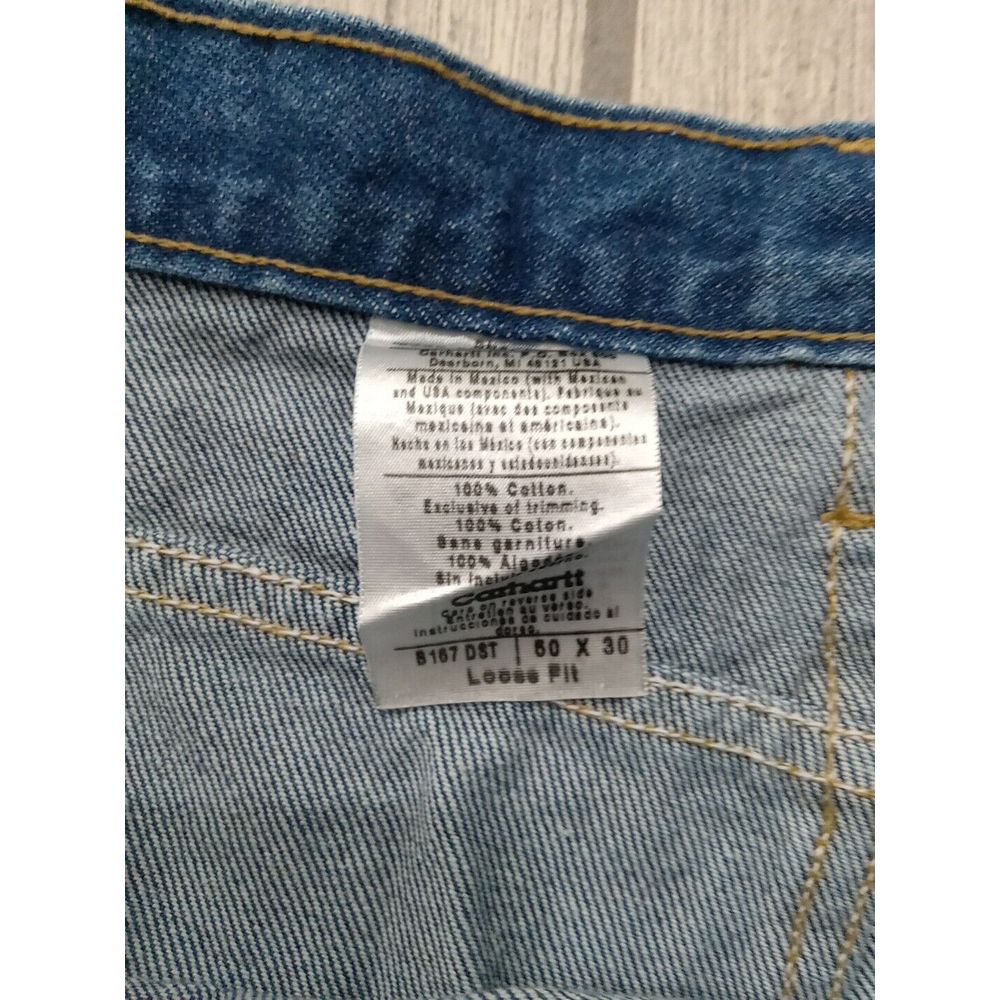 Carhartt Inc. P.O. Box
Dearborn, MI 48121 USA
Made in Mexico (with Mexican
and USA components). Fabrique au
Mexique (avec des composants
mexicains et américains).
Hecho en los México (con componentes
mexicanos y estadounidenses).
100% Cotton.
Exclusive of trimming.
100% Coton.
Sans garniture.
100%
Sin
carhartt
care on reverse side
Entretien au verso.
Instrucciones de cuidado al
dorso.
B167 DST 50 X 30
Loose Fit